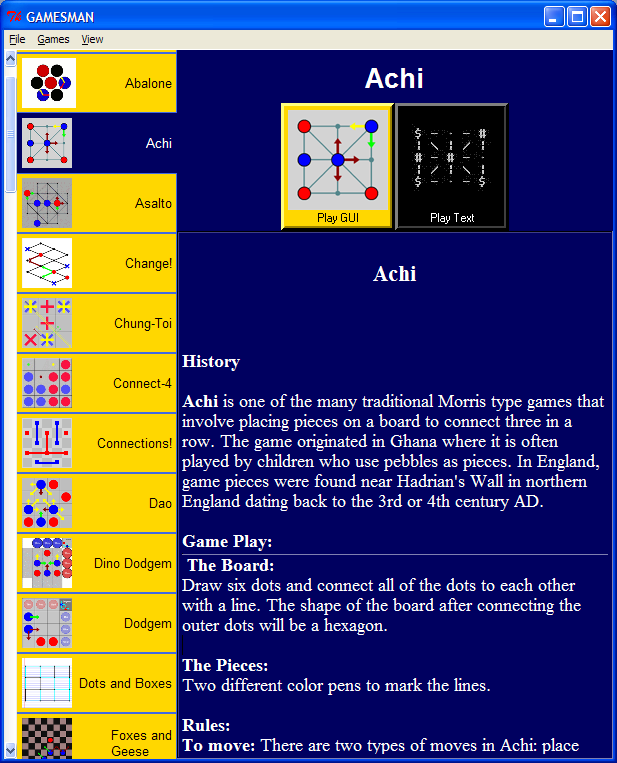 GAMESMAN
File Games View
Abalone
Achi
Asalto
Change!
Chung-Toi
Connect-4
Connections!
Dao
Dino Dodgem
Dodgem
Dots and Boxes
Foxes and
Geese
Achi
Play GUI
Play Text
Achi
History
Achi is one of the many traditional Morris type games that
involve placing pieces on a board to connect three in a
row. The game originated in Ghana where it is often
played by children who use pebbles as pieces. In England,
game pieces were found near Hadrian's Wall in northern
England dating back to the 3rd or 4th century AD.
Game Play:
The Board:
Draw six dots and connect all of the dots to each other
with a line. The shape of the board after connecting the
outer dots will be a hexagon.
The Pieces:
Two different color pens to mark the lines.
Rules:
To move: There are two types of moves in Achi: place